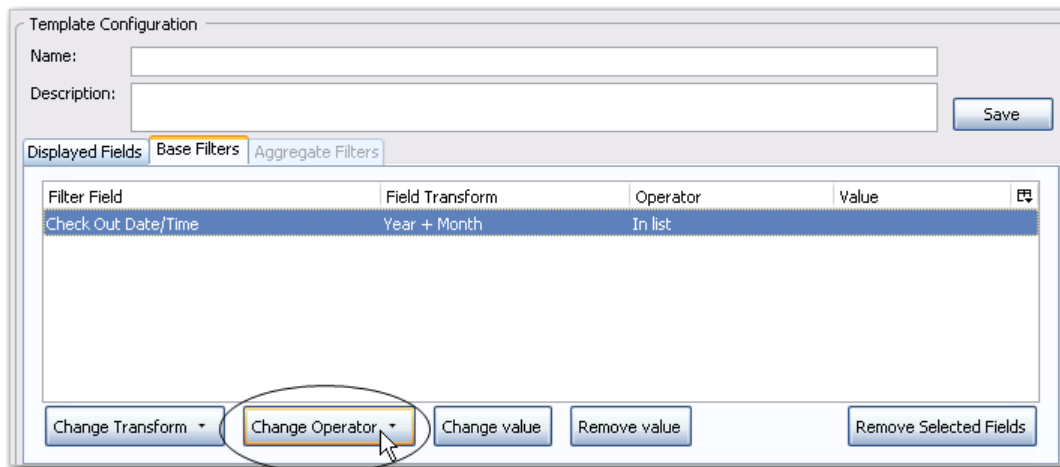 Template Configuration
Name:
Description:
Save
Displayed Fields Base Filters Aggregate Filters
Filter Field Field Transform Operator Value
Check Out Date/Time Year + Month In list
Change Transform Change Operator Change value Remove value Remove Selected Fields